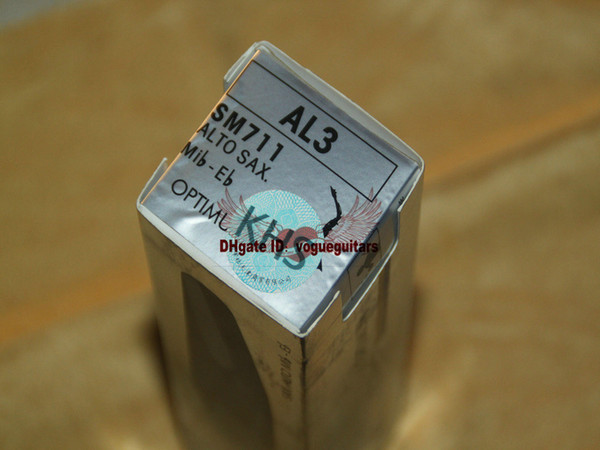 AL3
SM711
ALTO SAX.
Mib - Eb
OPTIMU
KHS
DHgate ID: vogueguitars